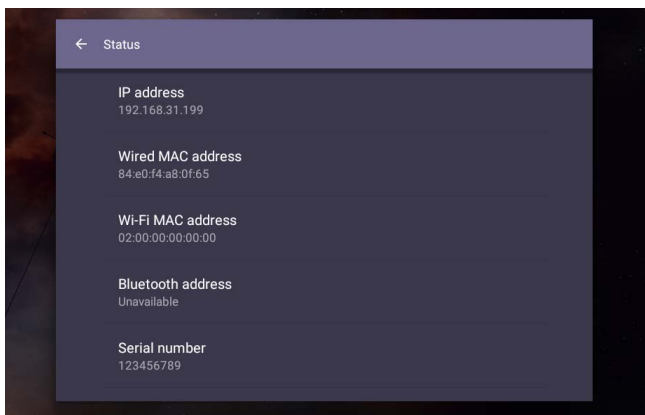 Status
IP address
192.168.31.199
Wired MAC address
84:e0:f4:a8:0f:65
Wi-Fi MAC address
02:00:00:00:00:00
Bluetooth address
Unavailable
Serial number
123456789